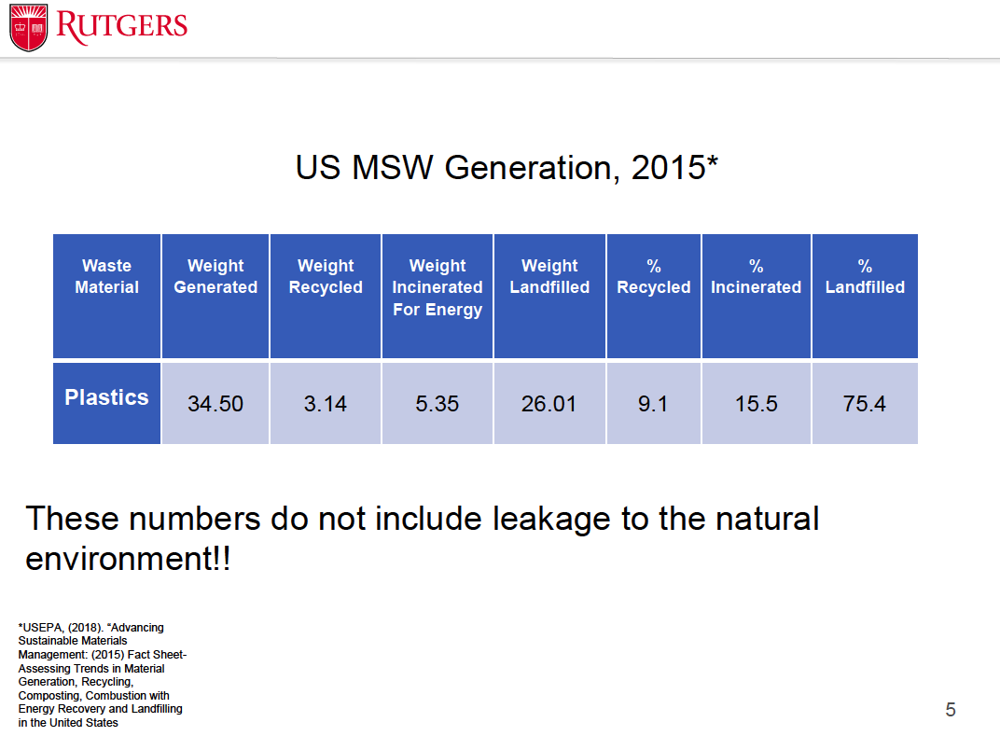 RUTGERS
US MSW Generation, 2015*
Waste Material
Weight Generated
Weight Recycled
Weight Incinerated For Energy
Weight Landfilled
% Recycled
% Incinerated
% Landfilled
Plastics
34.50
3.14
5.35
26.01
9.1
15.5
75.4
These numbers do not include leakage to the natural
environment!!
*USEPA, (2018). “Advancing
Sustainable Materials
Management: (2015) Fact Sheet-
Assessing Trends in Material
Generation, Recycling,
Composting, Combustion with
Energy Recovery and Landfilling
in the United States
5